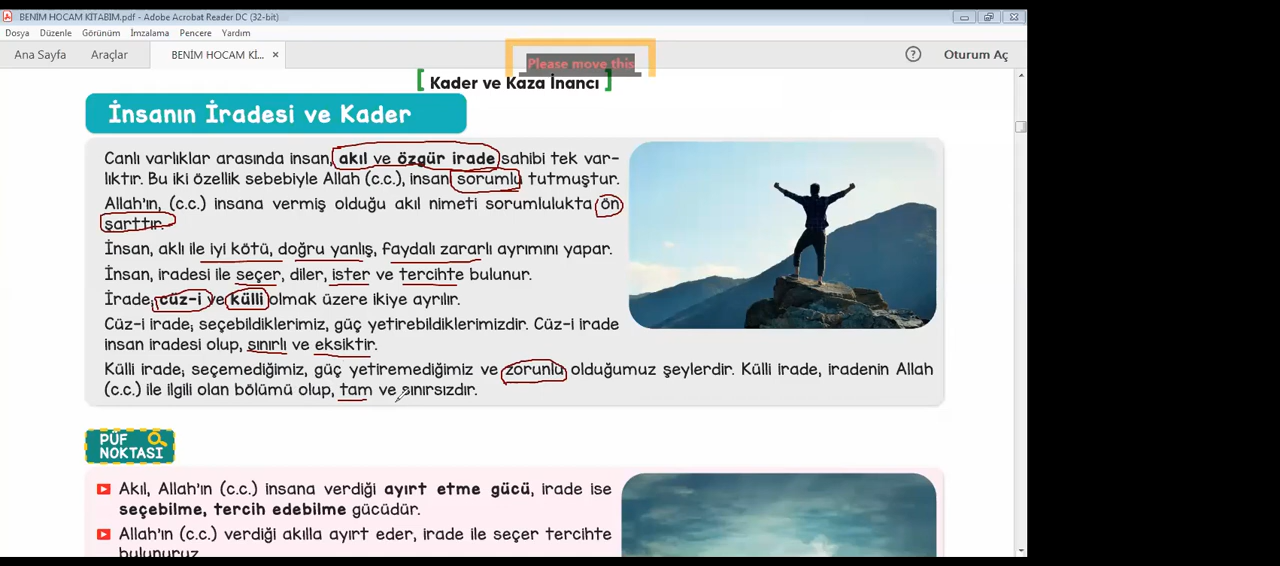 BENIM HOCAM KİTABIM.pdf - Adobe Acrobat Reader DC (32-bit)
Dosya Düzenle Görünüm İmzalama Pencere Yardım
Ana Sayfa Araçlar BENİM HOCAM Kİ... × ? Oturum Aç
Please move this
[ Kader ve Kaza İnancı ]
İnsanın İradesi ve Kader
Canlı varlıklar arasında insan, akıl ve özgür irade sahibi tek var-
lıktır. Bu iki özellik sebebiyle Allah (c.c.), insan sorumlu tutmuştur.
Allah'ın, (c.c.) insana vermiş olduğu akıl nimeti sorumlulukta ön
şarttır.
İnsan, aklı ile iyi kötü, doğru yanlış, faydalı zararlı ayrımını yapar.
İnsan, iradesi ile seçer, diler, ister ve tercihte bulunur.
İrade; cüz-i ve külli olmak üzere ikiye ayrılır.
Cüz-i irade; seçebildiklerimiz, güç yetirebildiklerimizdir. Cüz-i irade
insan iradesi olup, sınırlı ve eksiktir.
Külli irade; seçemediğimiz, güç yetiremediğimiz ve zorunlu olduğumuz şeylerdir. Külli irade, iradenin Allah
(c.c.) ile ilgili olan bölümü olup, tam ve sınırsızdır.
PÜF
NOKTASI
Akıl, Allah'ın (c.c.) insana verdiği ayırt etme gücü, irade ise
seçebilme, tercih edebilme gücüdür.
Allah'ın (c.c.) verdiği akılla ayırt eder, irade ile seçer tercihte
bulunuruz.